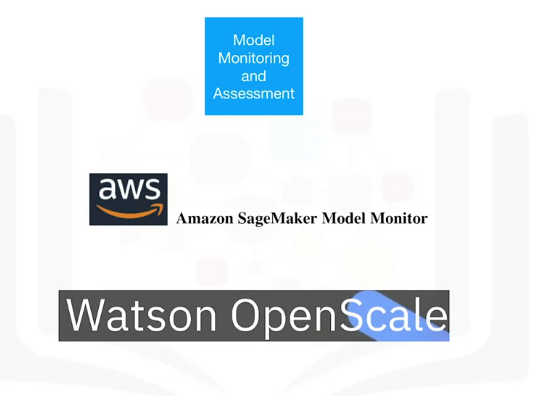 Model
Monitoring
and
Assessment
aws
Amazon SageMaker Model Monitor
Watson OpenScale